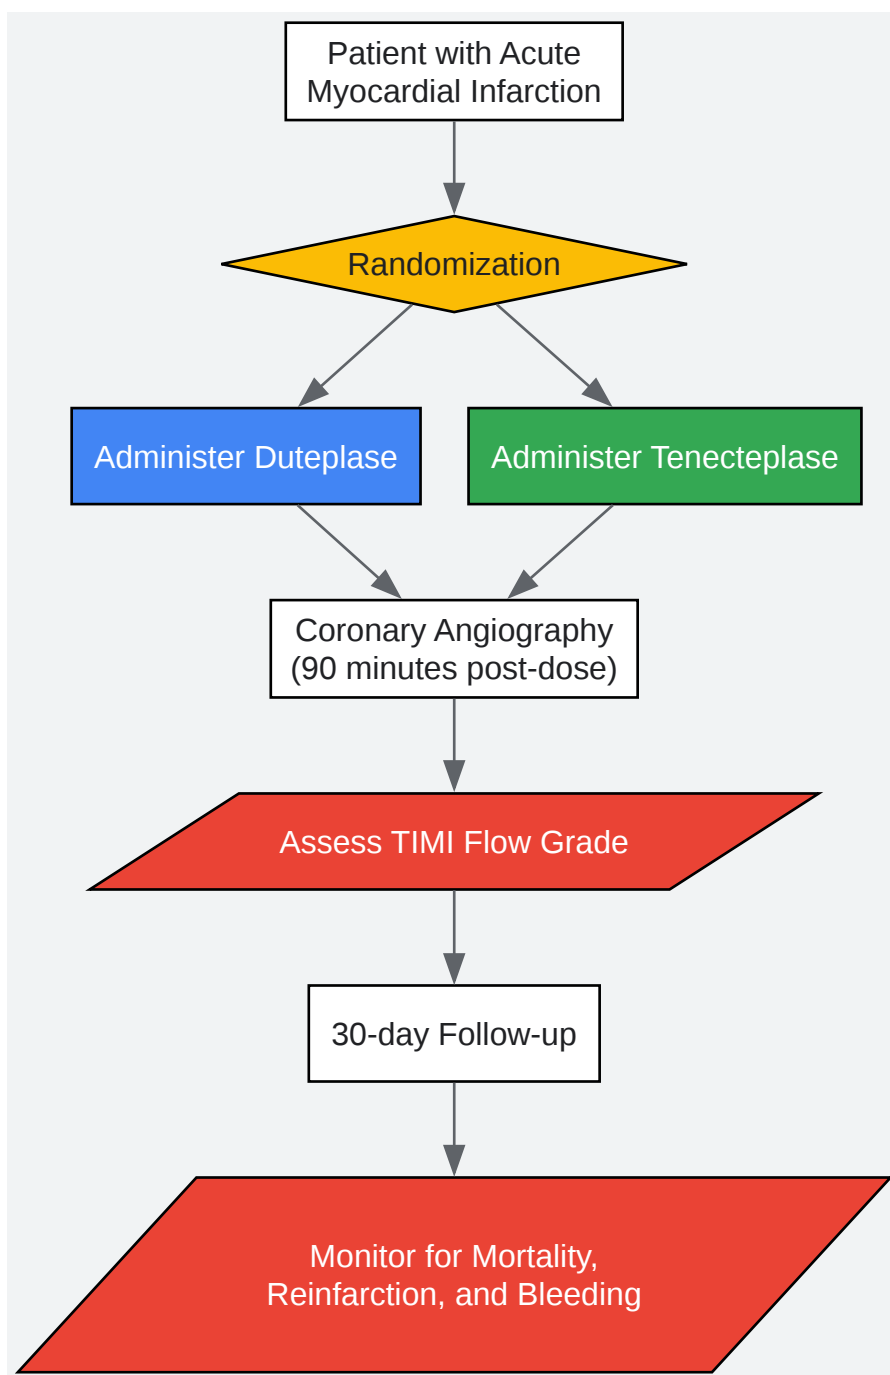 Patient with Acute
Myocardial Infarction
Randomization
Administer Duteplase
Administer Tenecteplase
Coronary Angiography
(90 minutes post-dose)
Assess TIMI Flow Grade
30-day Follow-up
Monitor for Mortality,
Reinfarction, and Bleeding